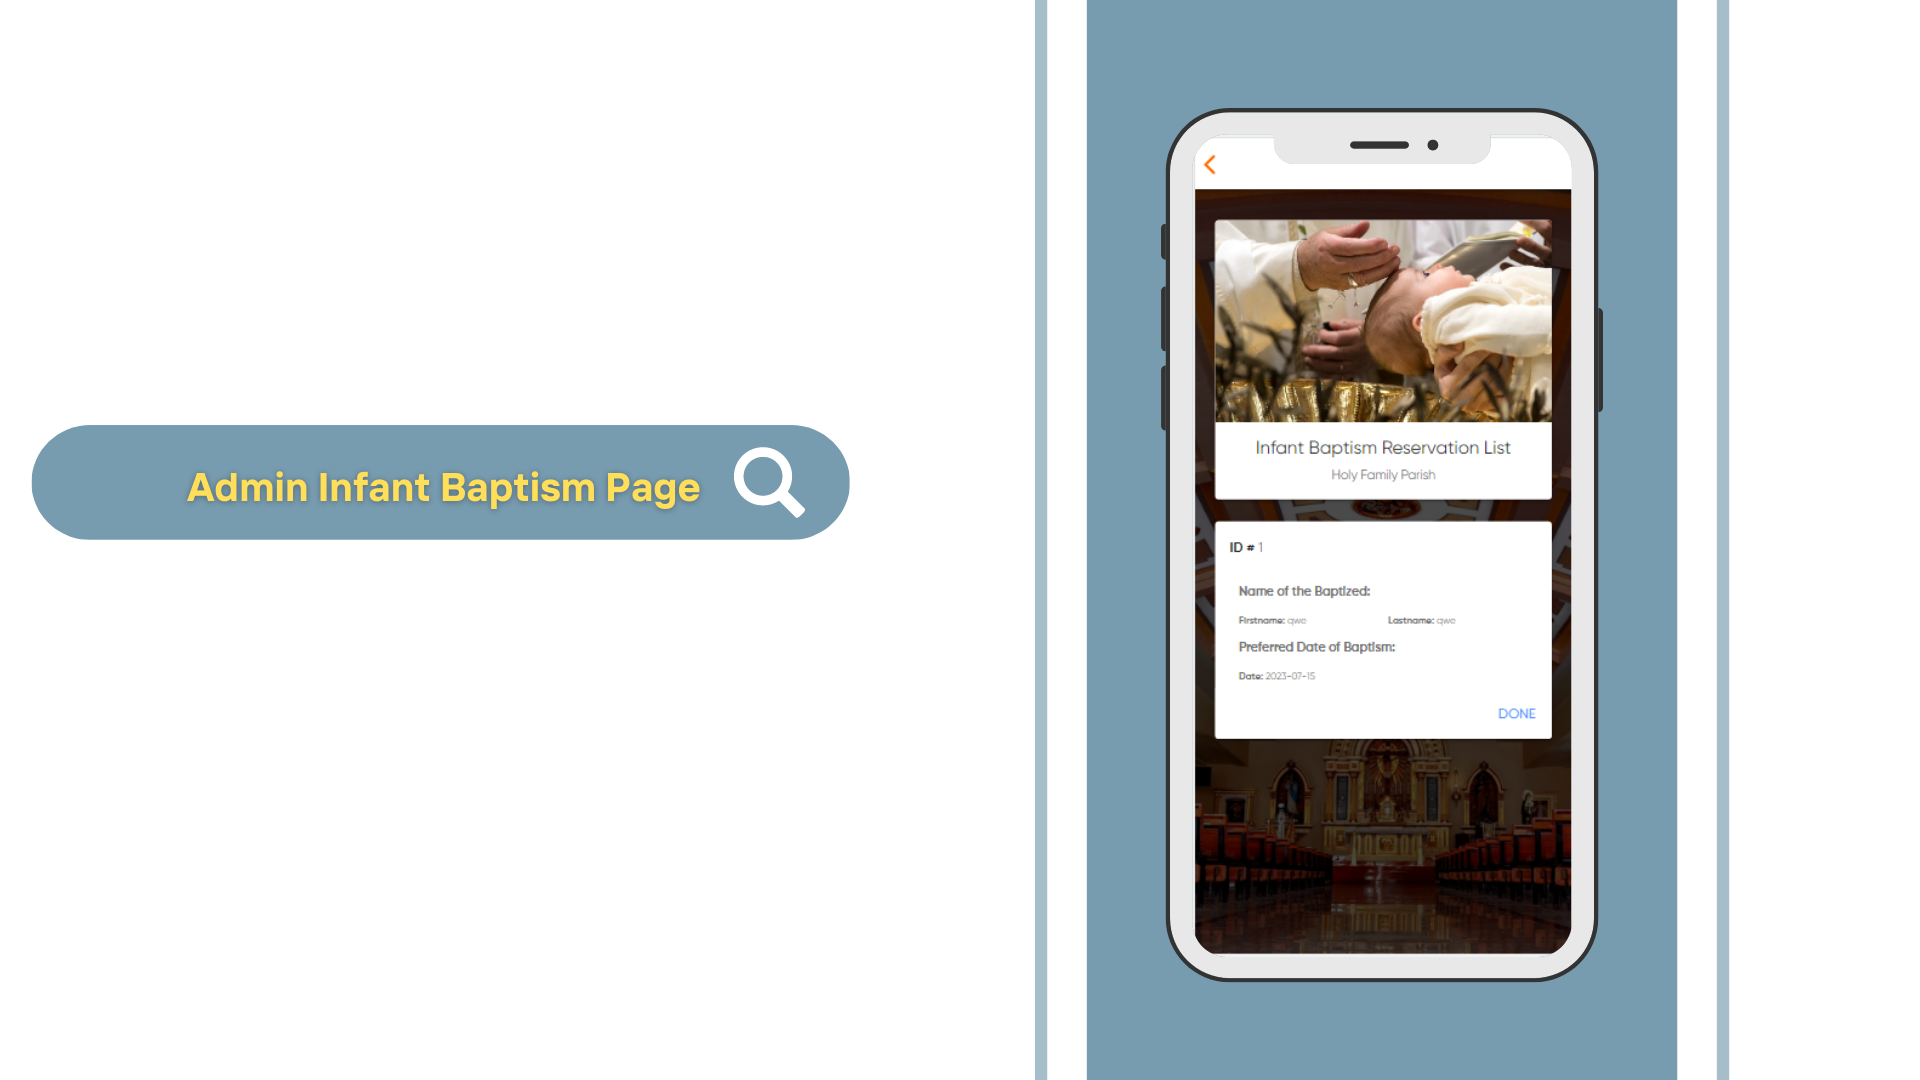 Admin Infant Baptism Page
Infant Baptism Reservation List
Holy Family Parish
ID # 1
Name of the Baptized:
Firstname: qwe Lastname: qwe
Preferred Date of Baptism:
Date: 2023-07-15
DONE